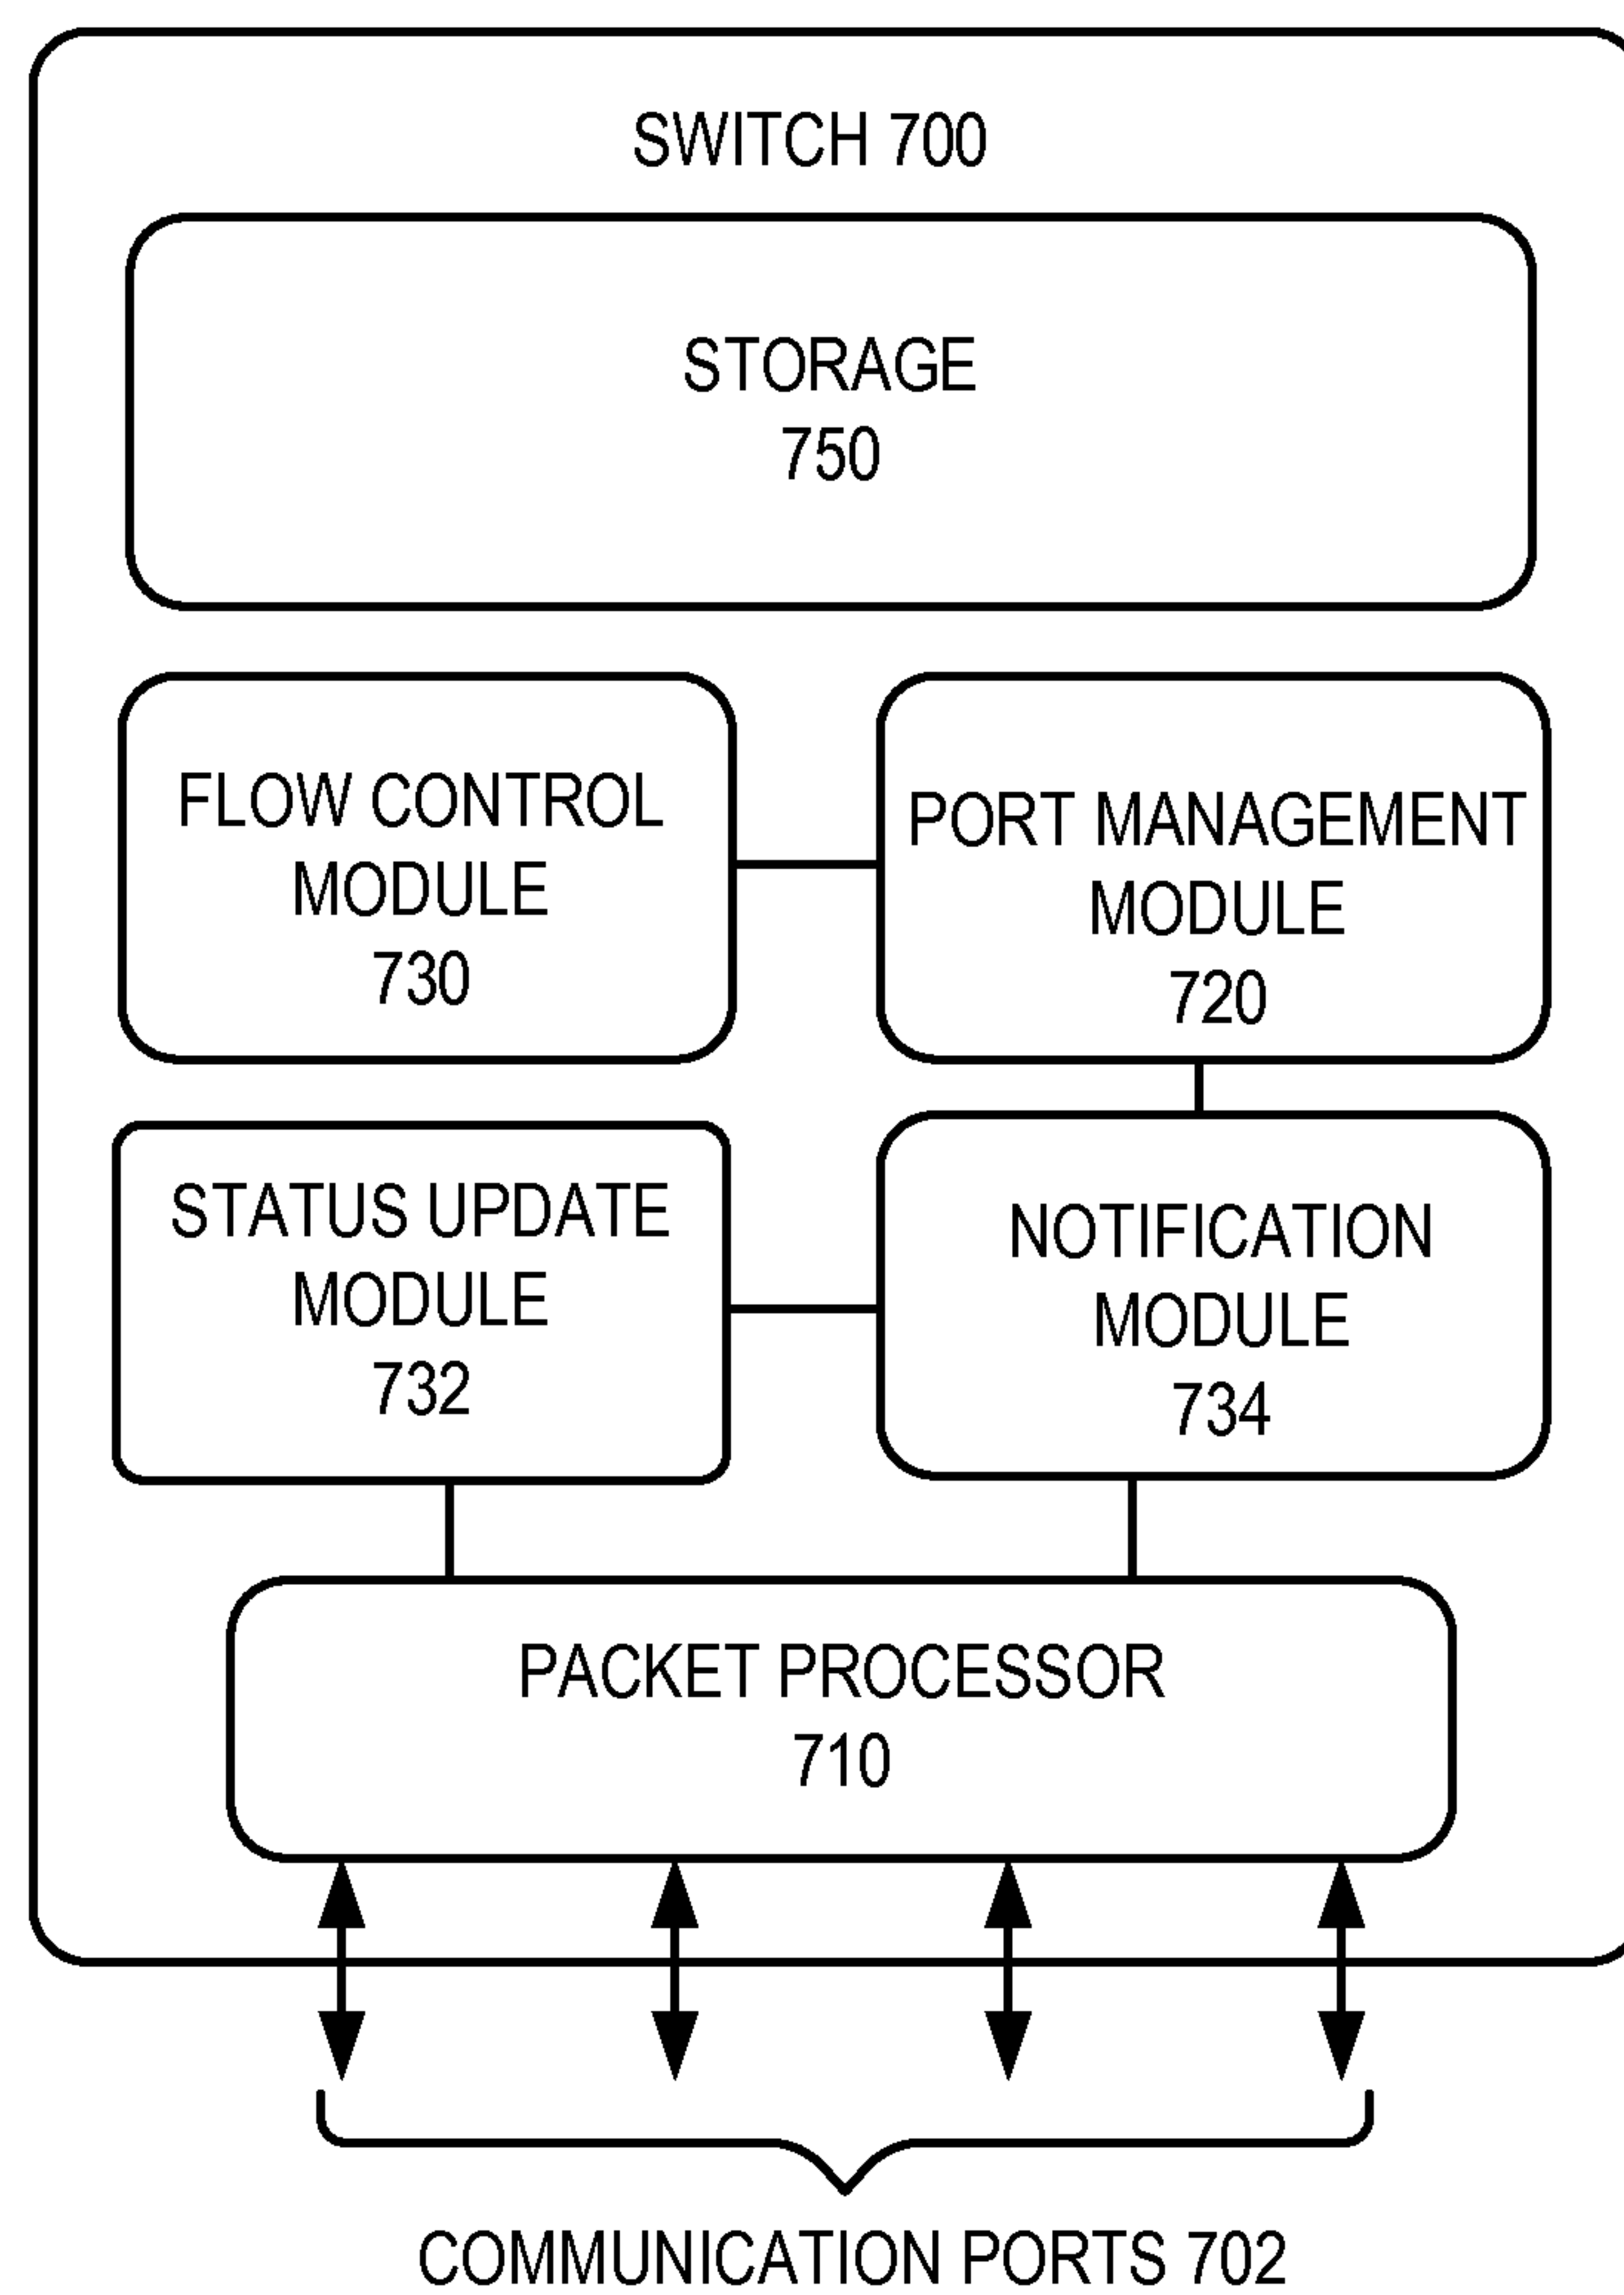 SWITCH 700
STORAGE
750
FLOW CONTROL
MODULE
730
PORT MANAGEMENT
MODULE
720
STATUS UPDATE
MODULE
732
NOTIFICATION
MODULE
734
PACKET PROCESSOR
710
COMMUNICATION PORTS 702